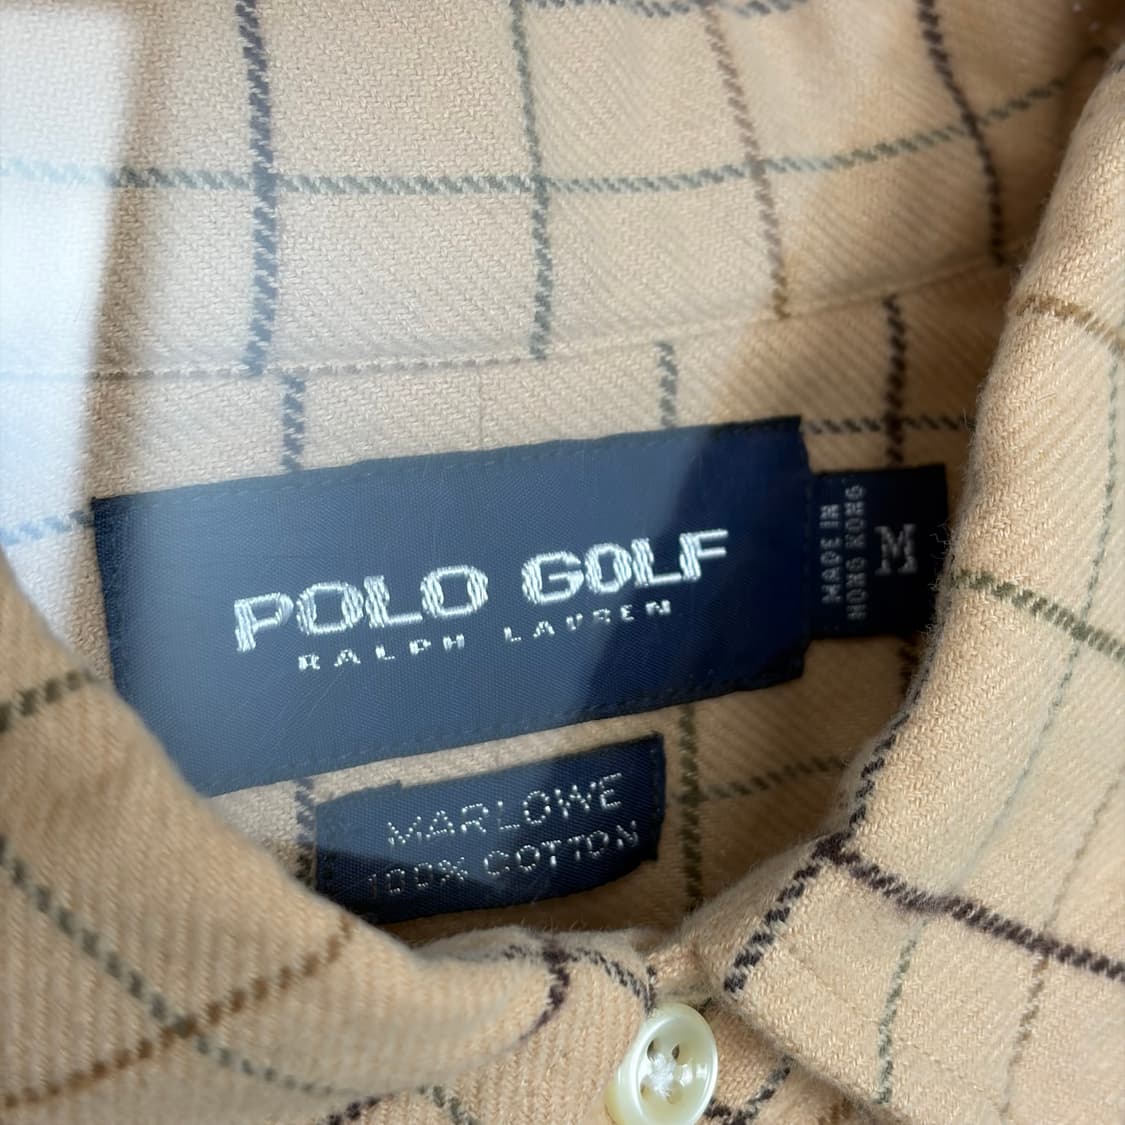 POLO GOLF
RALPH LAUREN
MADE IN
HONG KONG
M
MARLOWE
100% COTTON